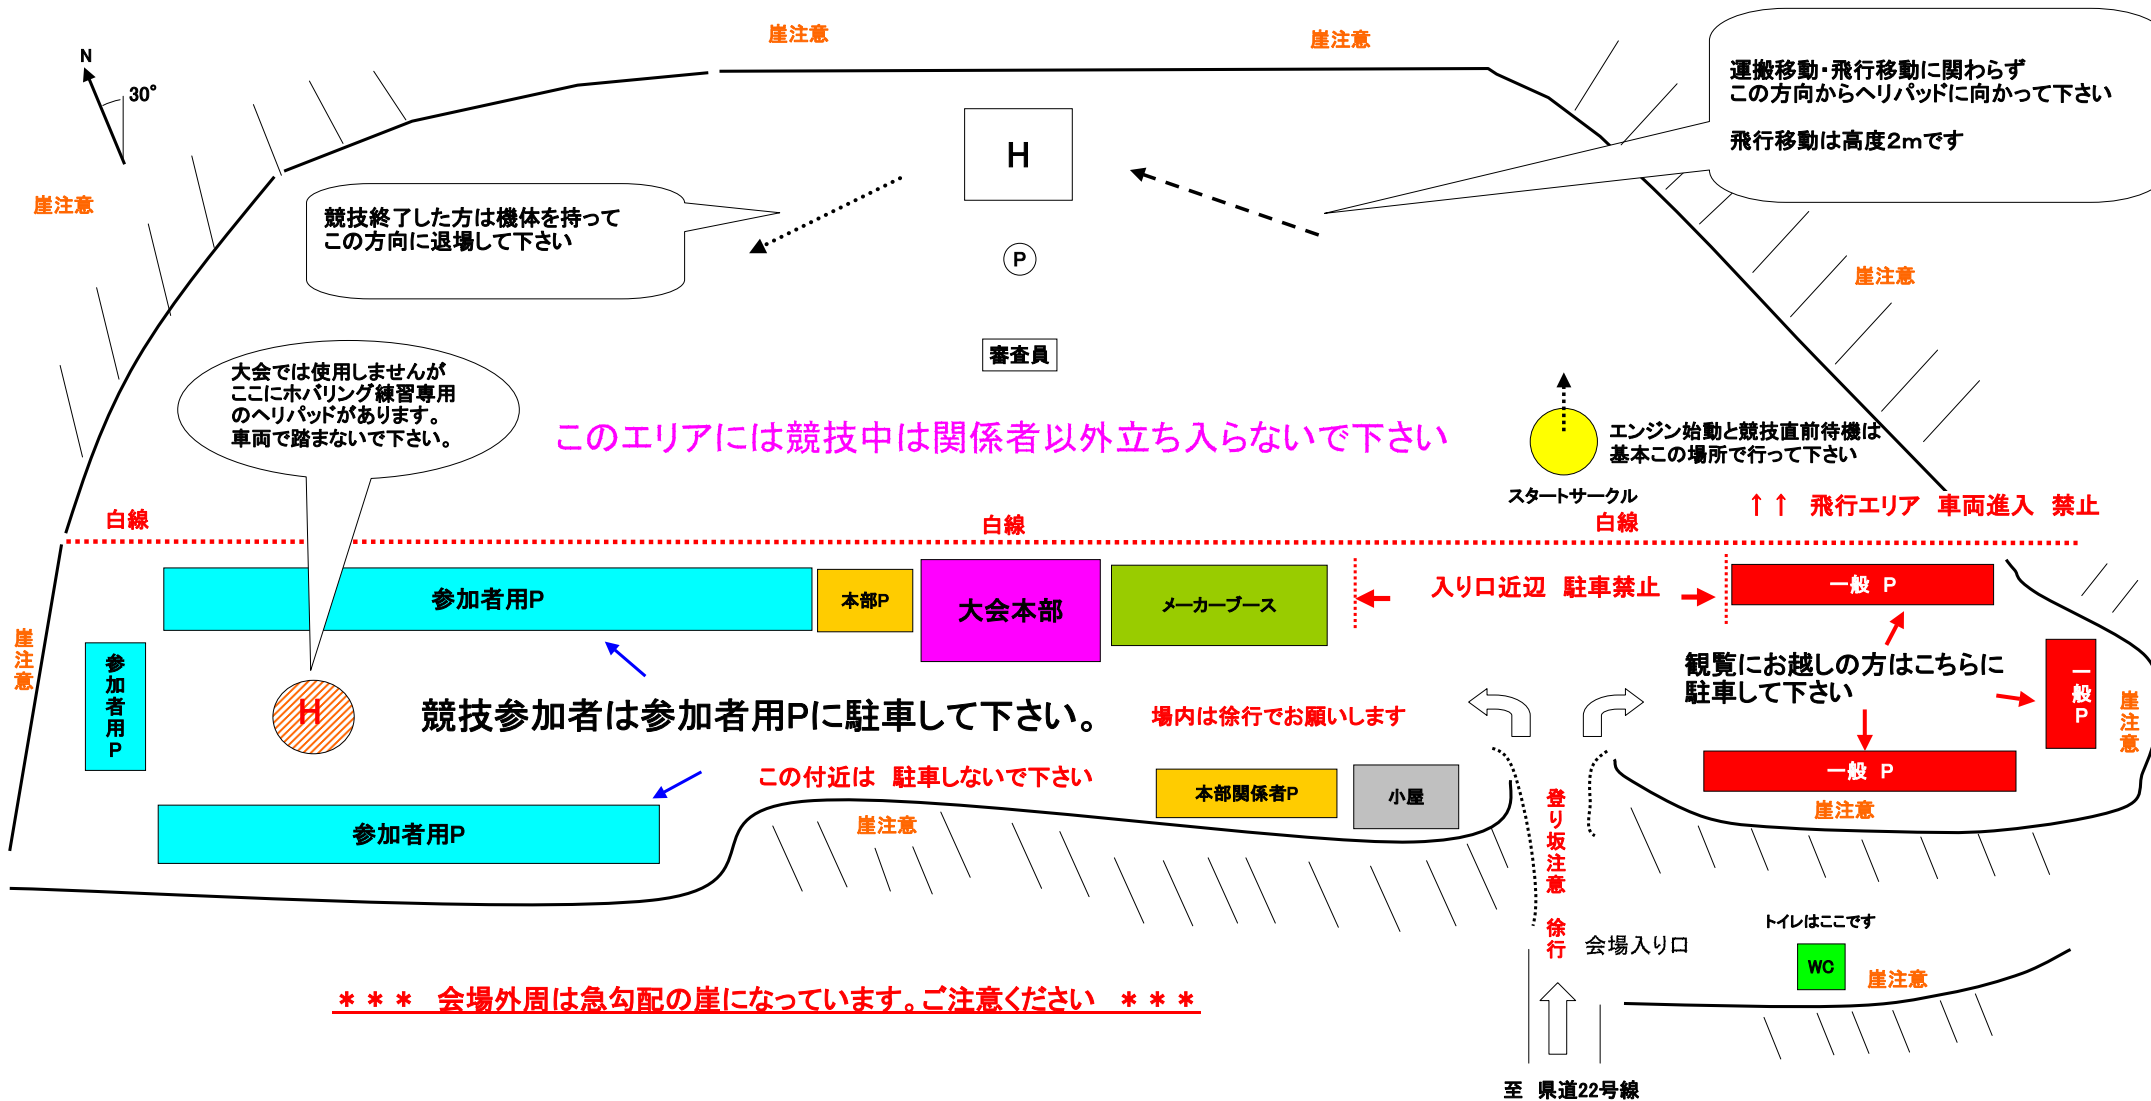 崖注意
崖注意
N
30°
運搬移動・飛行移動に関わらず
この方向からヘリパッドに向かって下さい
飛行移動は高度2mです
H
崖注意
競技終了した方は機体を持って
この方向に退場して下さい
P
崖注意
審査員
大会では使用しませんが
ここにホバリング練習専用
のヘリパッドがあります。
車両で踏まないで下さい。
このエリアには競技中は関係者以外立ち入らないで下さい
エンジン始動と競技直前待機は
基本この場所で行って下さい
スタートサークル
↑↑ 飛行エリア 車両進入 禁止
白線
白線
白線
参加者用P
本部P
大会本部
メーカーブース
入り口近辺 駐車禁止
一般 P
崖注意
参加者用P
H
競技参加者は参加者用Pに駐車して下さい。
場内は徐行でお願いします
観覧にお越しの方はこちらに
駐車して下さい
一般P
崖注意
この付近は 駐車しないで下さい
本部関係者P
小屋
一般 P
崖注意
参加者用P
崖注意
登り坂注意 徐行
会場入り口
トイレはここです
WC
崖注意
＊＊＊ 会場外周は急勾配の崖になっています。ご注意ください ＊＊＊
至 県道22号線